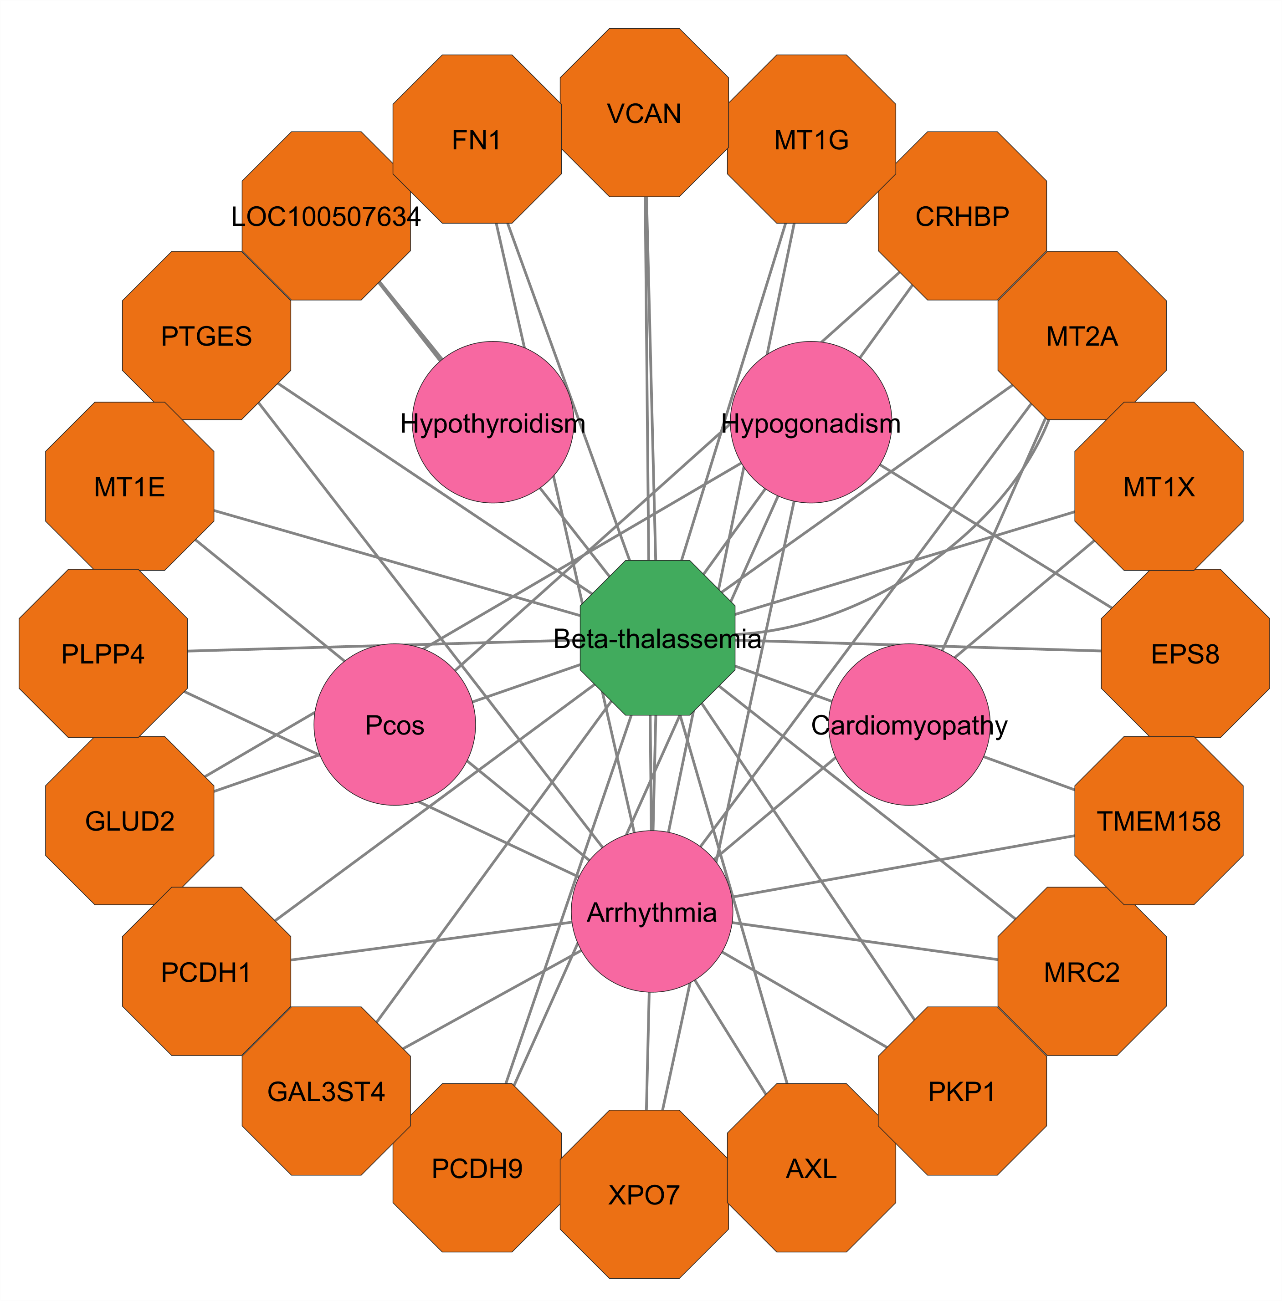 VCAN
FN1
MT1G
LOC100507634
CRHBP
PTGES
MT2A
Hypothyroidism
Hypogonadism
MT1E
MT1X
Beta-thalassemia
PLPP4
EPS8
Pcos
Cardiomyopathy
GLUD2
TMEM158
Arrhythmia
PCDH1
MRC2
GAL3ST4
PKP1
PCDH9
AXL
XPO7